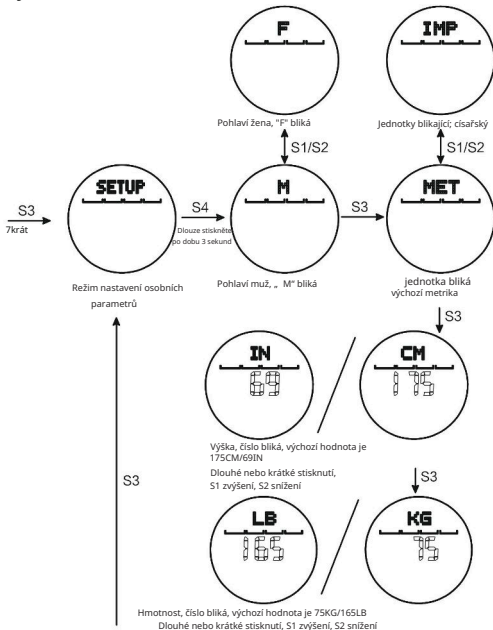 F
IMP
Pohlaví žena, "F" bliká
Jednotky blikající; císařský
S1/S2
S1/S2
S3
7krát
SETUP
S4
Dlouze stiskněte
po dobu 3 sekund
M
S3
MET
Režim nastavení osobních
parametrů
Pohlaví muž, „ M" bliká
jednotka bliká
výchozí metrika
S3
IN
69
CM
175
Výška, číslo bliká, výchozí hodnota je
175CM/69IN
Dlouhé nebo krátké stisknutí,
S1 zvýšení, S2 snížení
S3
S3
LB
165
KG
75
Hmotnost, číslo bliká, výchozí hodnota je 75KG/165LB
Dlouhé nebo krátké stisknutí, S1 zvýšení, S2 snížení